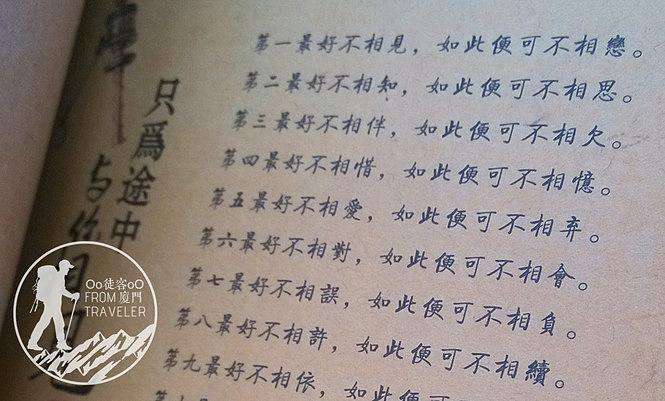 第一最好不相見，如此便可不相戀。
第二最好不相知，如此便可不相思。
第三最好不相伴，如此便可不相欠。
第四最好不相惜，如此便可不相憶。
第五最好不相愛，如此便可不相弃。
第六最好不相對，如此便可不相會。
第七最好不相誤，如此便可不相負。
第八最好不相許，如此便可不相續。
第九最好不相依，如此便可
只爲途中
与
Oo徒客oO
FROM廈門
TRAVELER